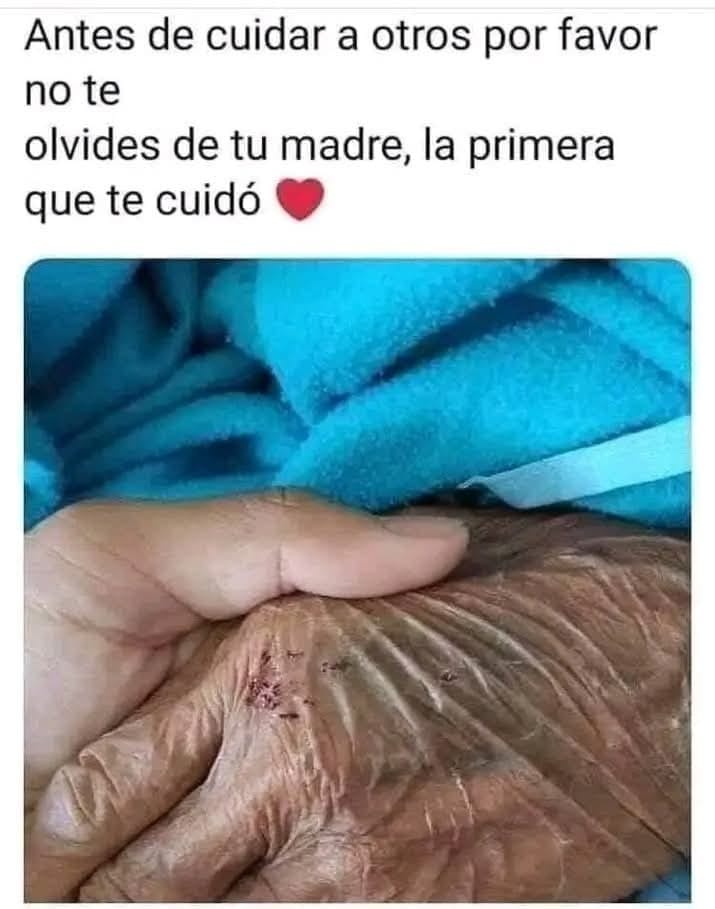 Antes de cuidar a otros por favor
no te
olvides de tu madre, la primera
que te cuidó ❤️